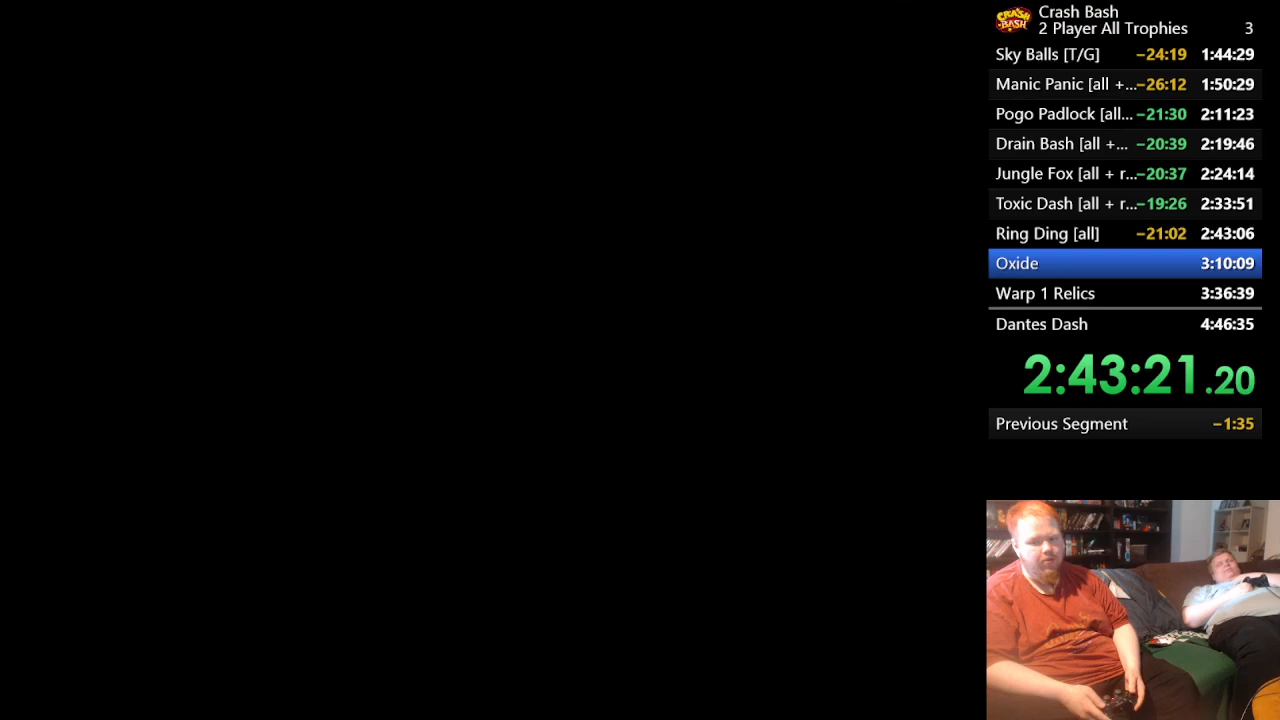 CRASH BASH
Crash Bash
2 Player All Trophies 3
Sky Balls [T/G] −24:19 1:44:29
Manic Panic [all +... −26:12 1:50:29
Pogo Padlock [all... −21:30 2:11:23
Drain Bash [all +... −20:39 2:19:46
Jungle Fox [all + r... −20:37 2:24:14
Toxic Dash [all + r... −19:26 2:33:51
Ring Ding [all] −21:02 2:43:06
Oxide 3:10:09
Warp 1 Relics 3:36:39
Dantes Dash 4:46:35
2:43:21.20
Previous Segment −1:35